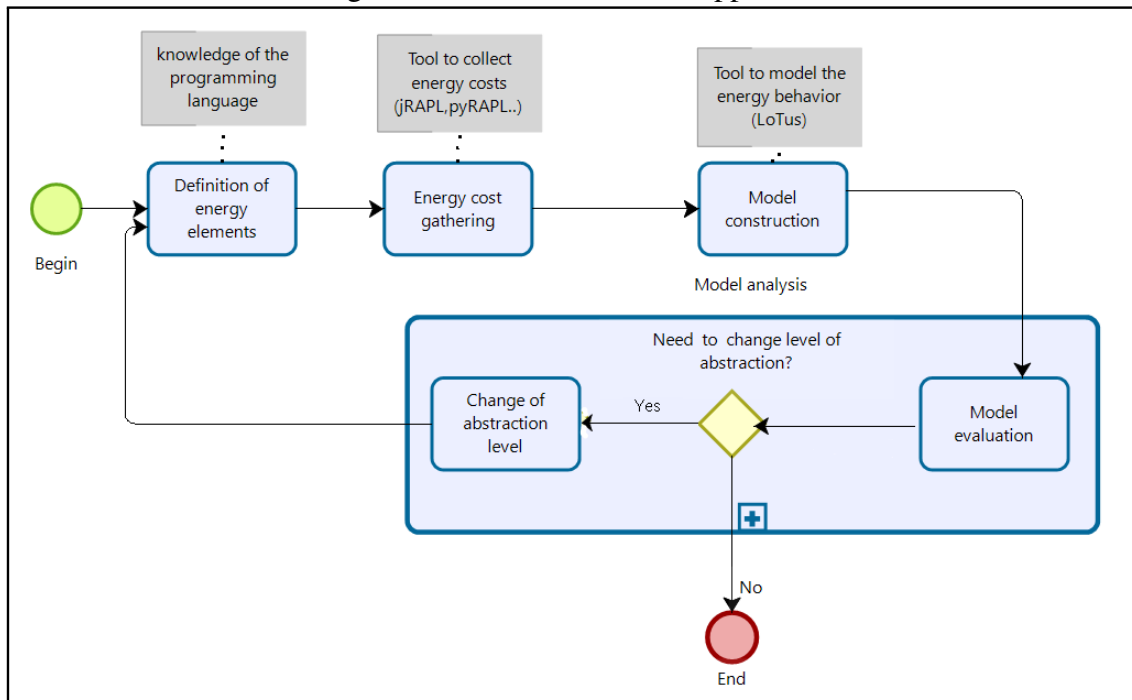 knowledge of the
programming
language
Tool to collect
energy costs
(jRAPL,pyRAPL..)
Tool to model the
energy behavior
(LoTus)
Definition of
energy
elements
Energy cost
gathering
Model
construction
Begin
Model analysis
Need to change level of
abstraction?
Change of
abstraction
level
Yes
Model
evaluation
No
End